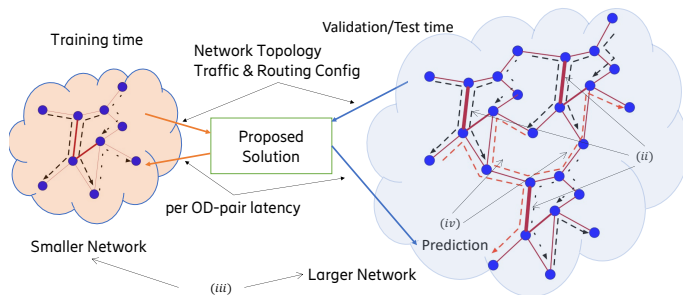 Training time
Validation/Test time
Network Topology
Traffic & Routing Config
Proposed
Solution
(ii)
per OD-pair latency
(iv)
Prediction
Smaller Network
(iii)
Larger Network